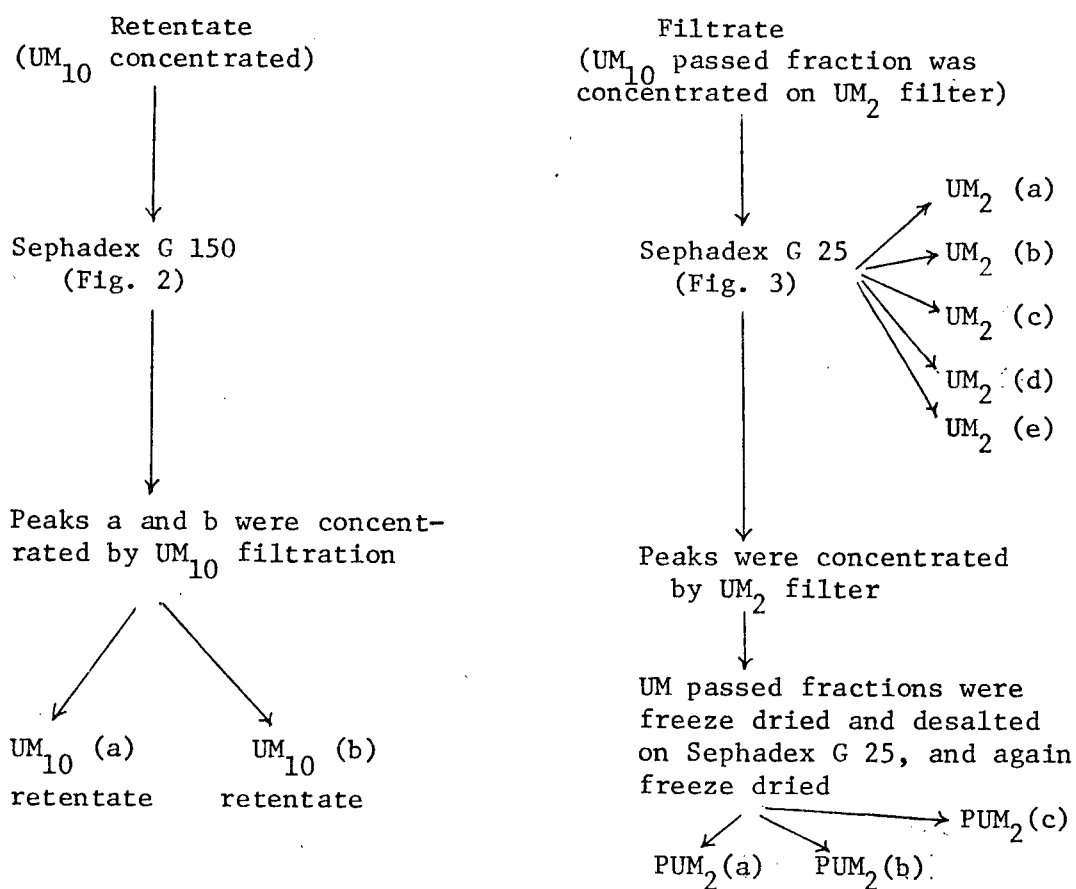 Retentate
(UM10 concentrated)
Sephadex G 150
(Fig. 2)
Peaks a and b were concent-
rated by UM10 filtration
UM10 (a)
retentate
UM10 (b)
retentate
Filtrate
(UM10 passed fraction was
concentrated on UM2 filter)
Sephadex G 25
(Fig. 3)
UM2 (a)
UM2 (b)
UM2 (c)
UM2 (d)
UM2 (e)
Peaks were concentrated
by UM2 filter
UM passed fractions were
freeze dried and desalted
on Sephadex G 25, and again
freeze dried
PUM2(c)
PUM2(a)
PUM2(b)